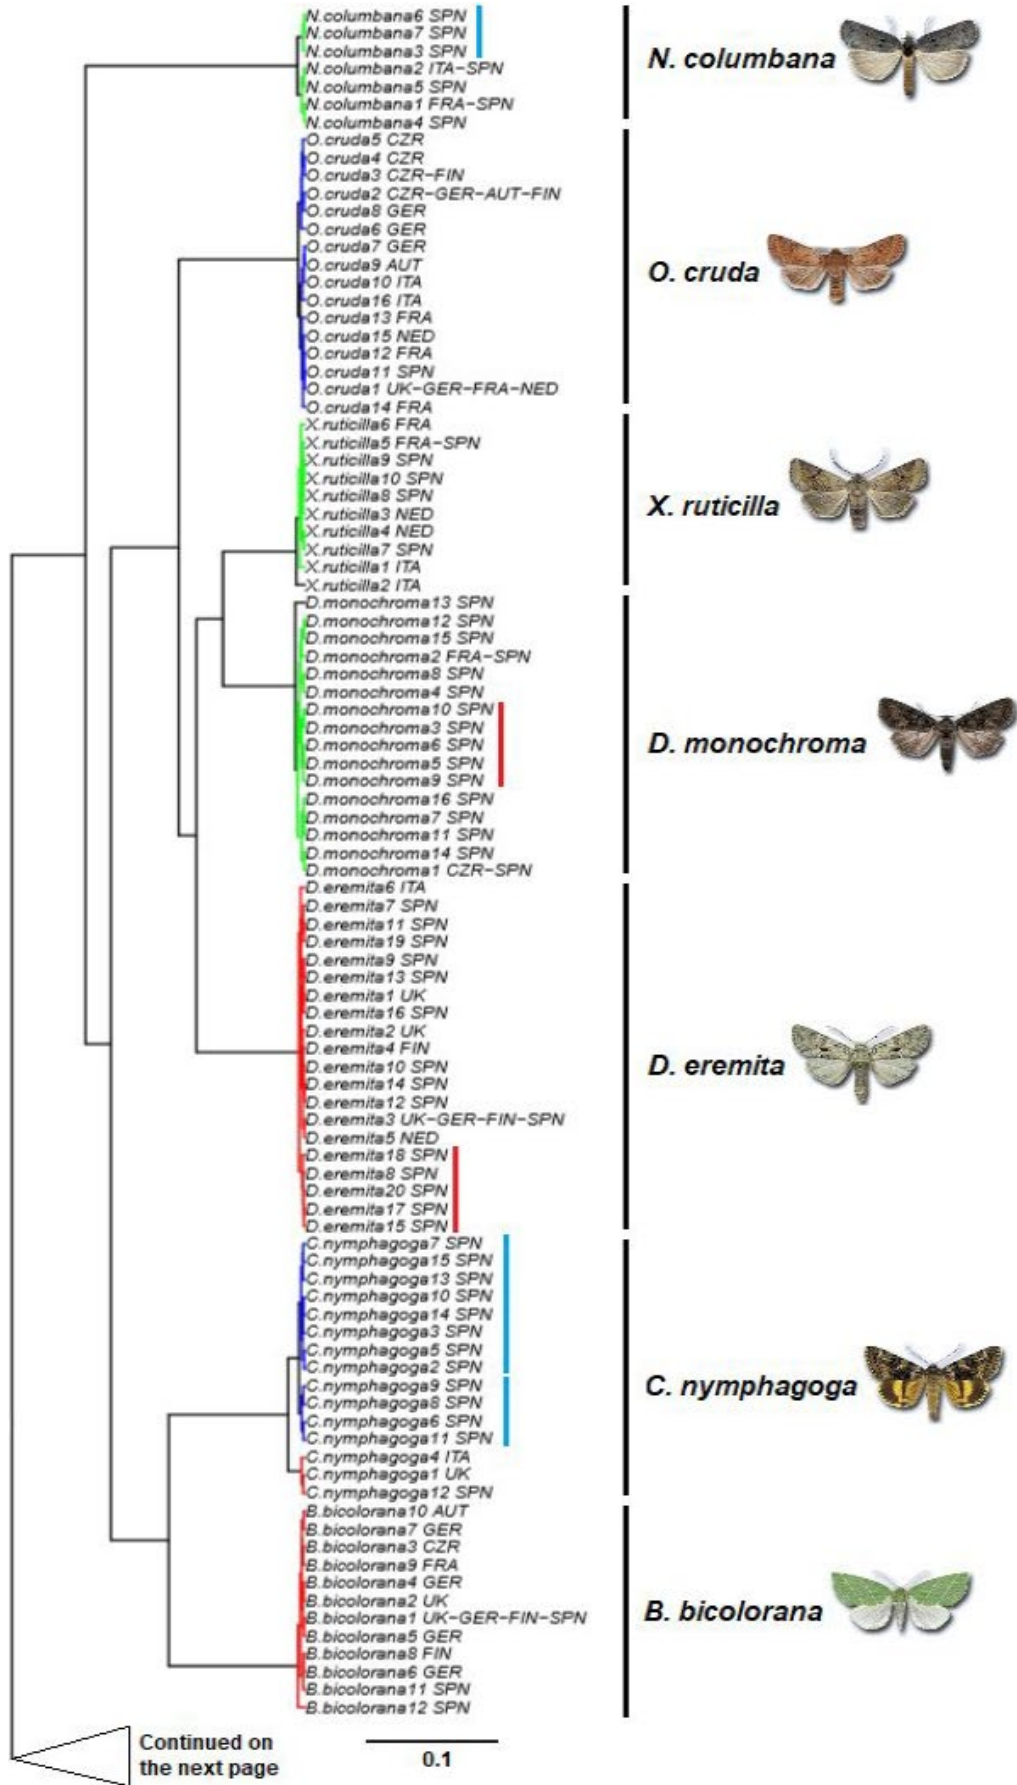 N.columbana6 SPN
N.columbana7 SPN
N.columbana3 SPN
N.columbana2 ITA−SPN
N.columbana5 SPN
N.columbana1 FRA−SPN
N.columbana4 SPN
N. columbana
O.cruda5 CZR
O.cruda4 CZR
O.cruda3 CZR−FIN
O.cruda2 CZR−GER−AUT−FIN
O.cruda8 GER
O.cruda6 GER
O.cruda7 GER
O.cruda9 AUT
O.cruda10 ITA
O.cruda16 ITA
O.cruda13 FRA
O.cruda15 NED
O.cruda12 FRA
O.cruda11 SPN
O.cruda1 UK−GER−FRA−NED
O.cruda14 FRA
O. cruda
X.ruticilla6 FRA
X.ruticilla5 FRA−SPN
X.ruticilla9 SPN
X.ruticilla10 SPN
X.ruticilla8 SPN
X.ruticilla3 NED
X.ruticilla4 NED
X.ruticilla7 SPN
X.ruticilla1 ITA
X.ruticilla2 ITA
X. ruticilla
D.monochroma13 SPN
D.monochroma12 SPN
D.monochroma15 SPN
D.monochroma2 FRA−SPN
D.monochroma8 SPN
D.monochroma4 SPN
D.monochroma10 SPN
D.monochroma3 SPN
D.monochroma6 SPN
D.monochroma5 SPN
D.monochroma9 SPN
D.monochroma16 SPN
D.monochroma7 SPN
D.monochroma11 SPN
D.monochroma14 SPN
D.monochroma1 CZR−SPN
D. monochroma
D.eremita6 ITA
D.eremita7 SPN
D.eremita11 SPN
D.eremita19 SPN
D.eremita9 SPN
D.eremita13 SPN
D.eremita1 UK
D.eremita16 SPN
D.eremita2 UK
D.eremita4 FIN
D.eremita10 SPN
D.eremita14 SPN
D.eremita12 SPN
D.eremita3 UK−GER−FIN−SPN
D.eremita5 NED
D.eremita18 SPN
D.eremita8 SPN
D.eremita20 SPN
D.eremita17 SPN
D.eremita15 SPN
D. eremita
C.nymphagoga7 SPN
C.nymphagoga15 SPN
C.nymphagoga13 SPN
C.nymphagoga10 SPN
C.nymphagoga14 SPN
C.nymphagoga3 SPN
C.nymphagoga5 SPN
C.nymphagoga2 SPN
C.nymphagoga9 SPN
C.nymphagoga8 SPN
C.nymphagoga6 SPN
C.nymphagoga11 SPN
C.nymphagoga4 ITA
C.nymphagoga1 UK
C.nymphagoga12 SPN
C. nymphagoga
B.bicolorana10 AUT
B.bicolorana7 GER
B.bicolorana3 CZR
B.bicolorana9 FRA
B.bicolorana4 GER
B.bicolorana2 UK
B.bicolorana1 UK−GER−FIN−SPN
B.bicolorana5 GER
B.bicolorana8 FIN
B.bicolorana6 GER
B.bicolorana11 SPN
B.bicolorana12 SPN
B. bicolorana
Continued on
the next page
0.1